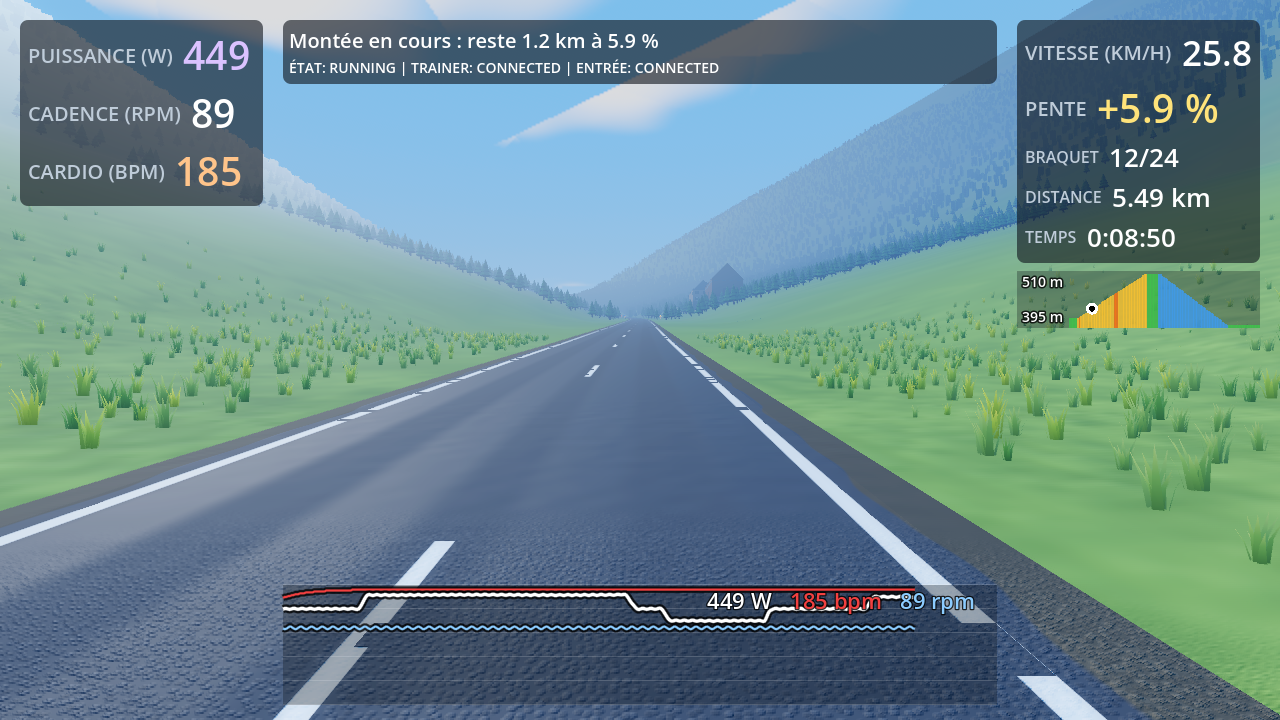 PUISSANCE (W) 449
CADENCE (RPM) 89
CARDIO (BPM) 185
Montée en cours : reste 1.2 km à 5.9 %
ÉTAT: RUNNING | TRAINER: CONNECTED | ENTRÉE: CONNECTED
VITESSE (KM/H) 25.8
PENTE +5.9 %
BRAQUET 12/24
DISTANCE 5.49 km
TEMPS 0:08:50
510 m
395 m
449 W 185 bpm 89 rpm